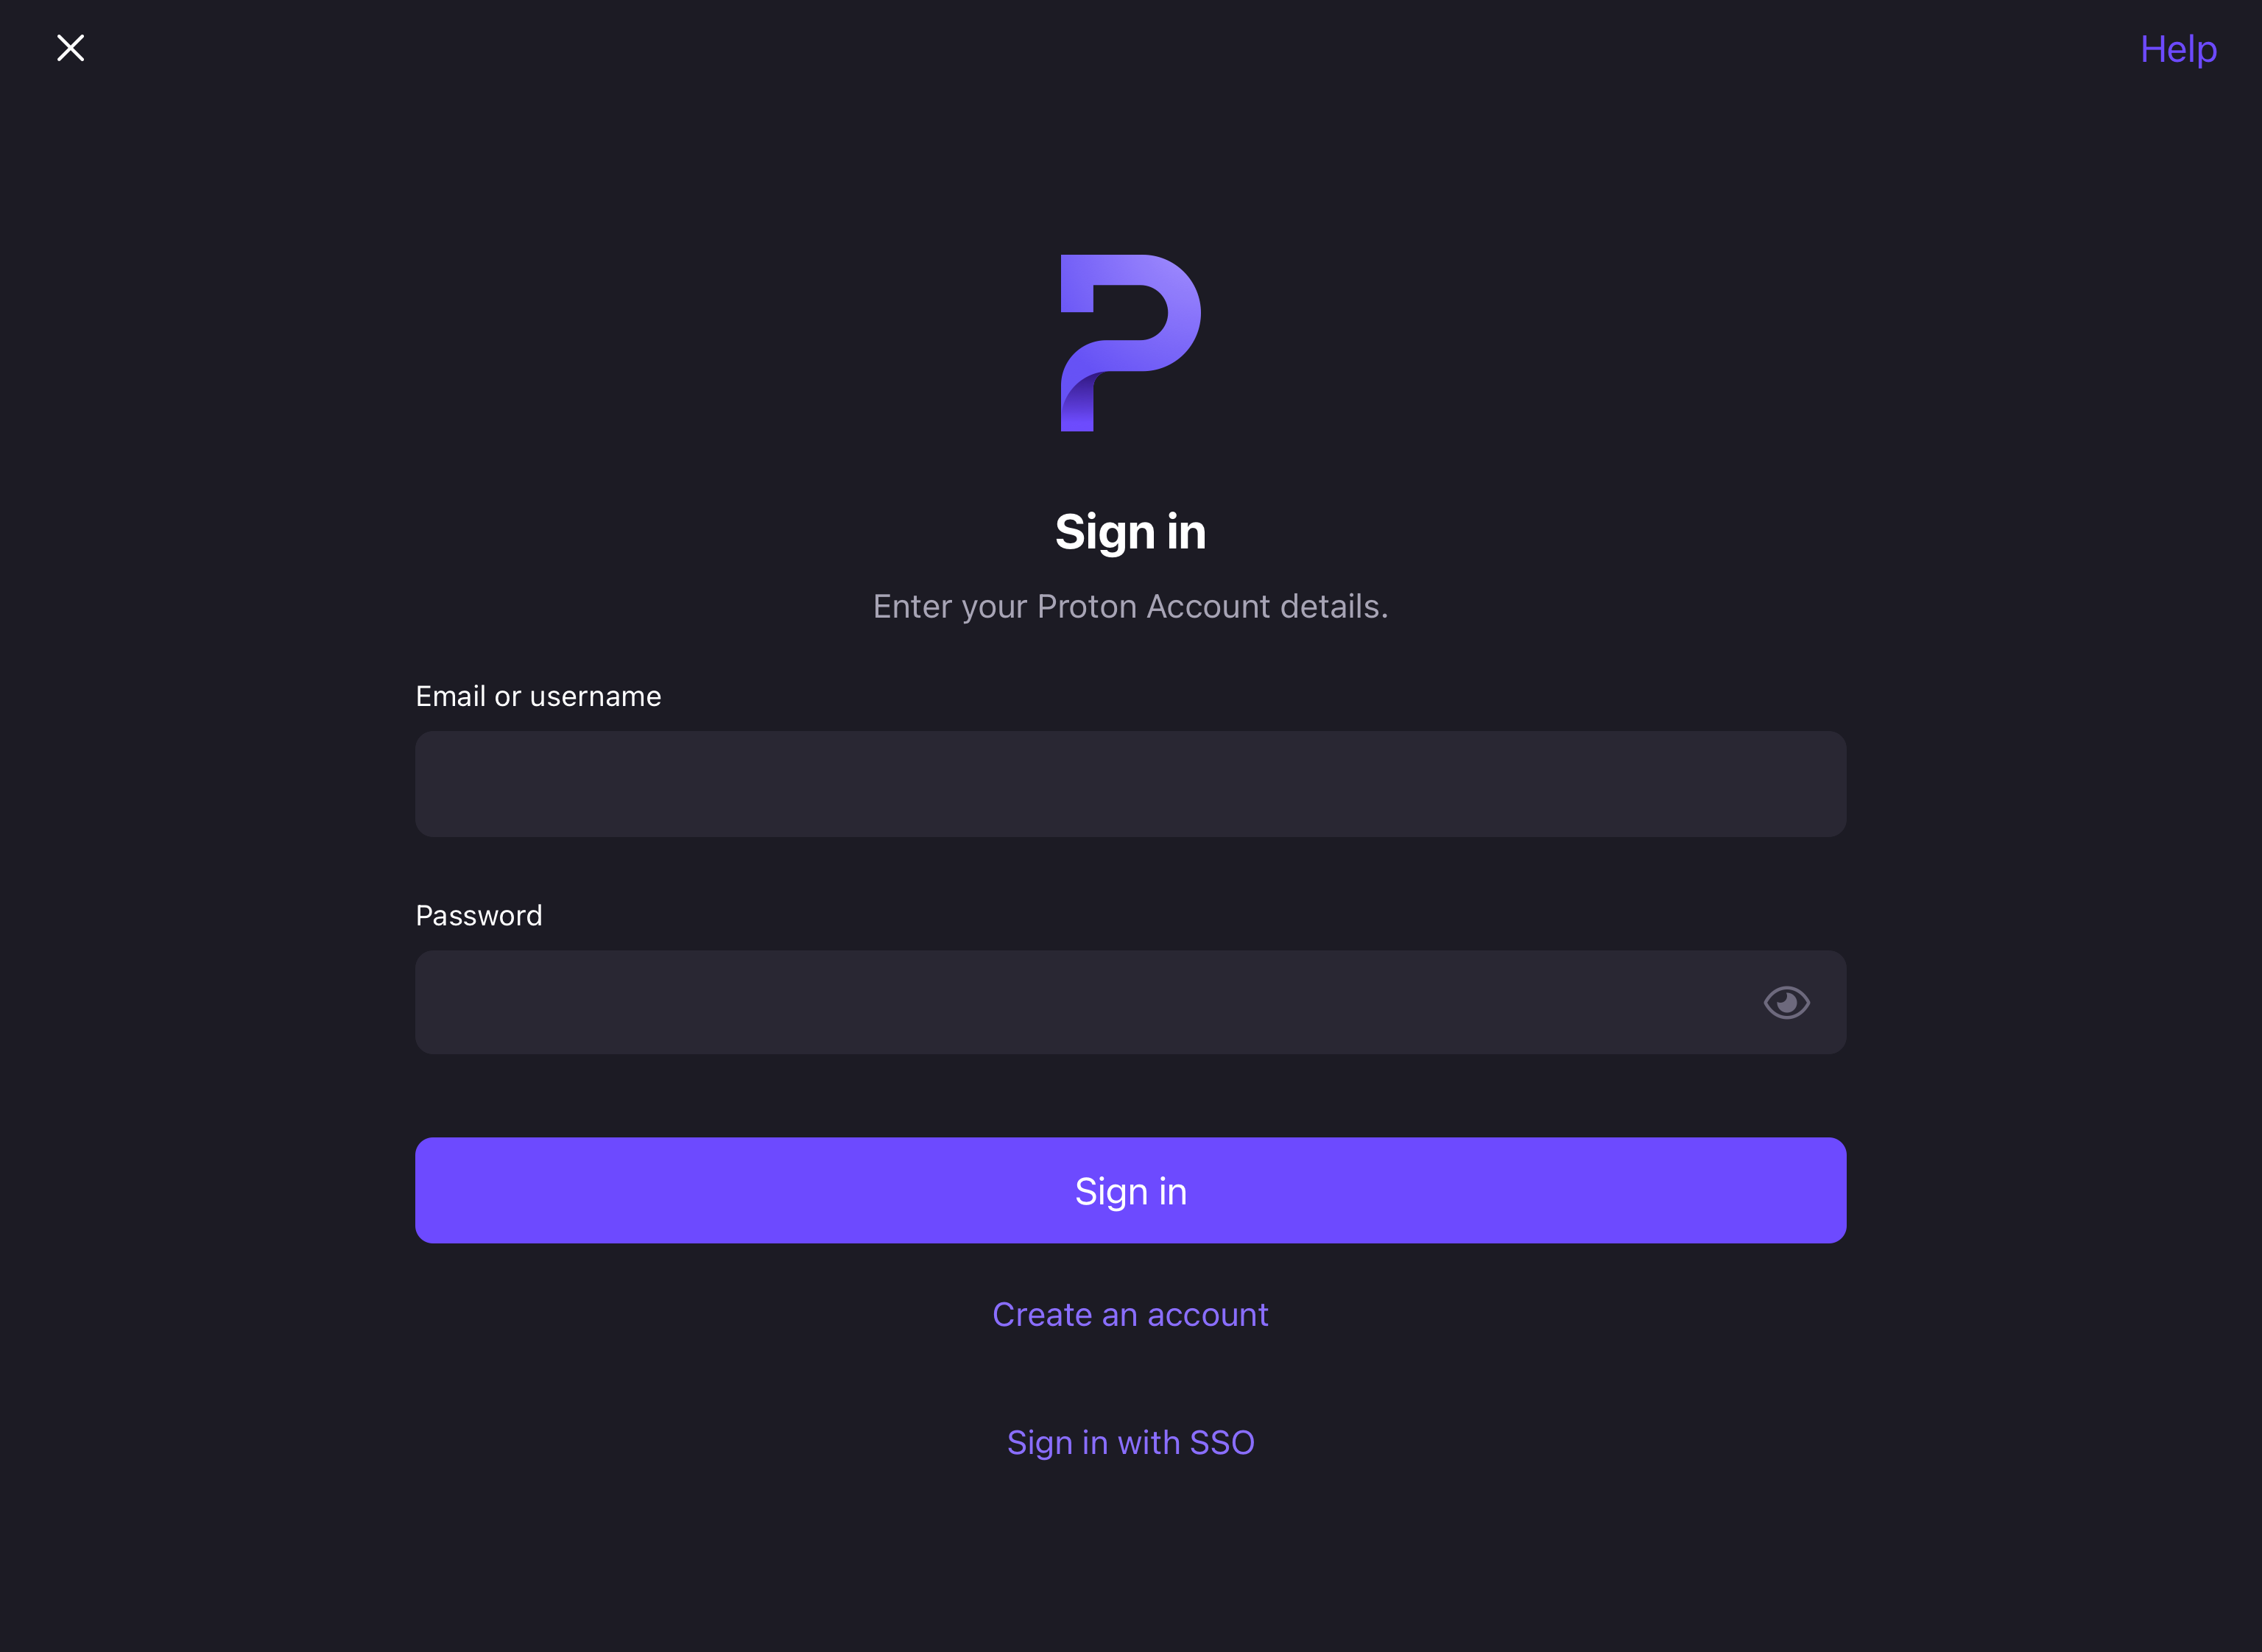 Help
Sign in
Enter your Proton Account details.
Email or username
Password
Sign in
Create an account
Sign in with SSO